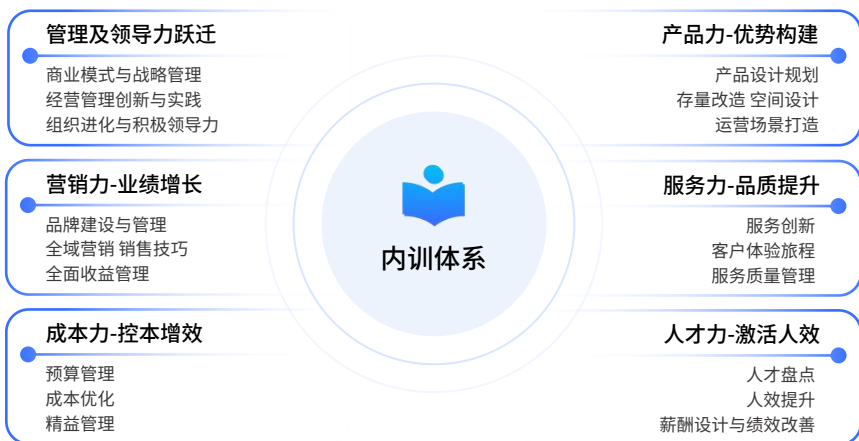 管理及领导力跃迁
商业模式与战略管理
经营管理创新与实践
组织进化与积极领导力
营销力-业绩增长
品牌建设与管理
全域营销 销售技巧
全面收益管理
成本力-控本增效
预算管理
成本优化
精益管理
内训体系
产品力-优势构建
产品设计规划
存量改造 空间设计
运营场景打造
服务力-品质提升
服务创新
客户体验旅程
服务质量管理
人才力-激活人效
人才盘点
人效提升
薪酬设计与绩效改善